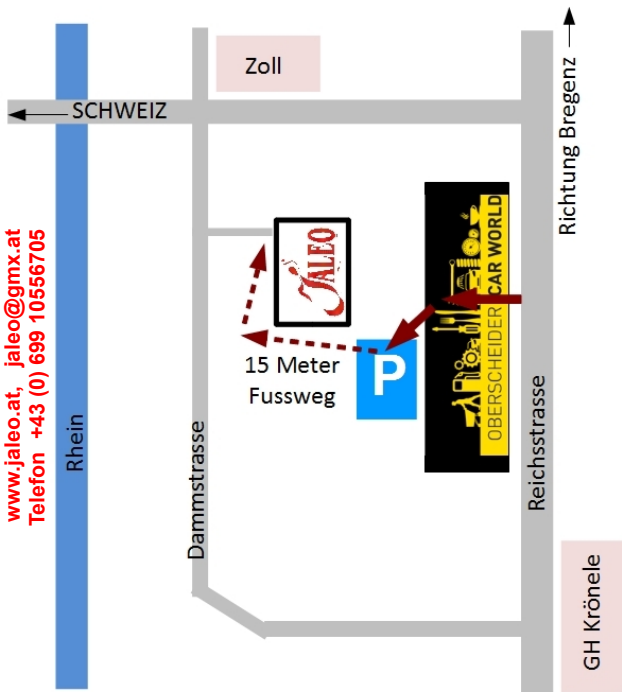 Zoll
Richtung Bregenz
SCHWEIZ
JALEO
OBERSCHEIDER CAR WORLD
www.jaleo.at, jaleo@gmx.at
Telefon +43 (0) 699 10556705
15 Meter
Fussweg
P
Rhein
Dammstrasse
Reichsstrasse
GH Krönele